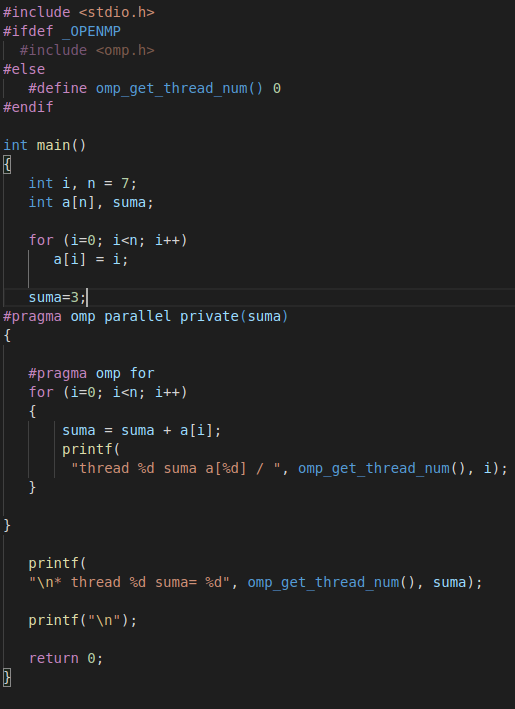 #include <stdio.h>
#ifdef _OPENMP
  #include <omp.h>
#else
   #define omp_get_thread_num() 0
#endif

int main()
{
   int i, n = 7;
   int a[n], suma;

   for (i=0; i<n; i++)
      a[i] = i;

   suma=3;
#pragma omp parallel private(suma)
{

   #pragma omp for
   for (i=0; i<n; i++)
   {
       suma = suma + a[i];
       printf(
        "thread %d suma a[%d] / ", omp_get_thread_num(), i);
   }

}

   printf(
   "\n* thread %d suma= %d", omp_get_thread_num(), suma);

   printf("\n");

   return 0;
}